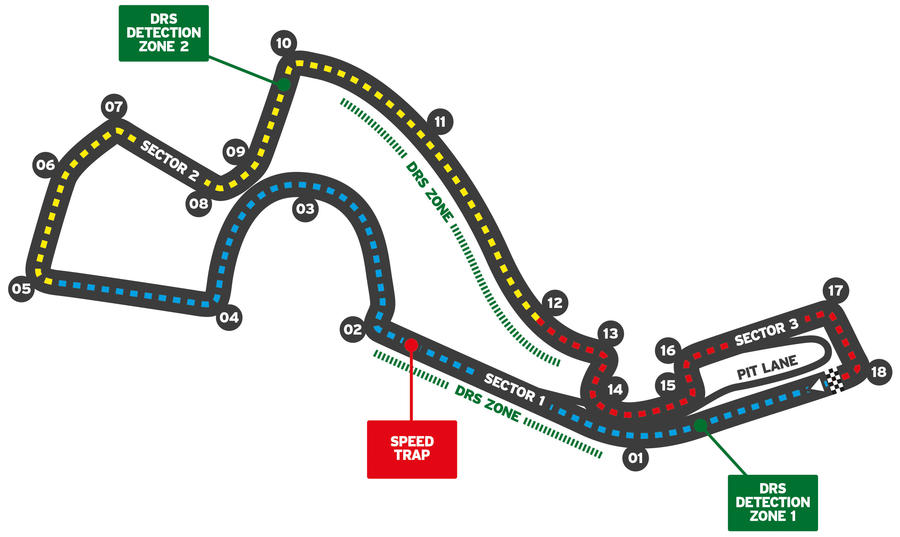 DRS
DETECTION
ZONE 2
10
11
07
SECTOR 2
09
06
08
03
DRS ZONE
05
04
02
12
13
17
SECTOR 3
16
PIT LANE
18
15
14
SECTOR 1
DRS ZONE
01
SPEED
TRAP
DRS
DETECTION
ZONE 1